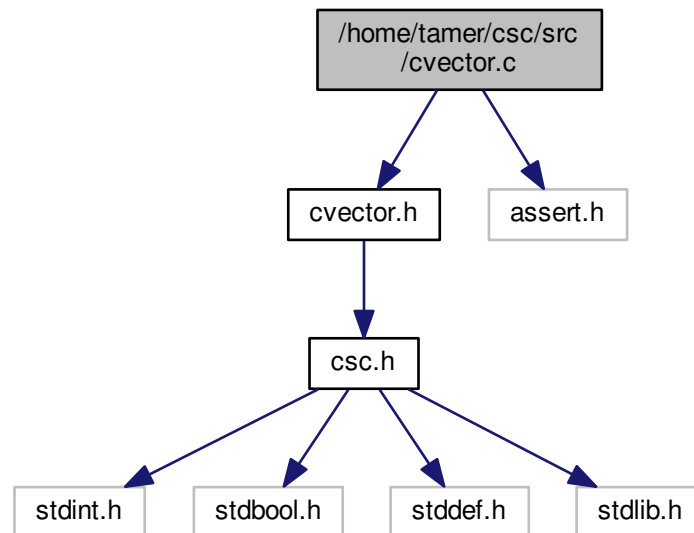 /home/tamer/csc/src
/cvector.c
cvector.h
assert.h
csc.h
stdint.h
stdbool.h
stddef.h
stdlib.h